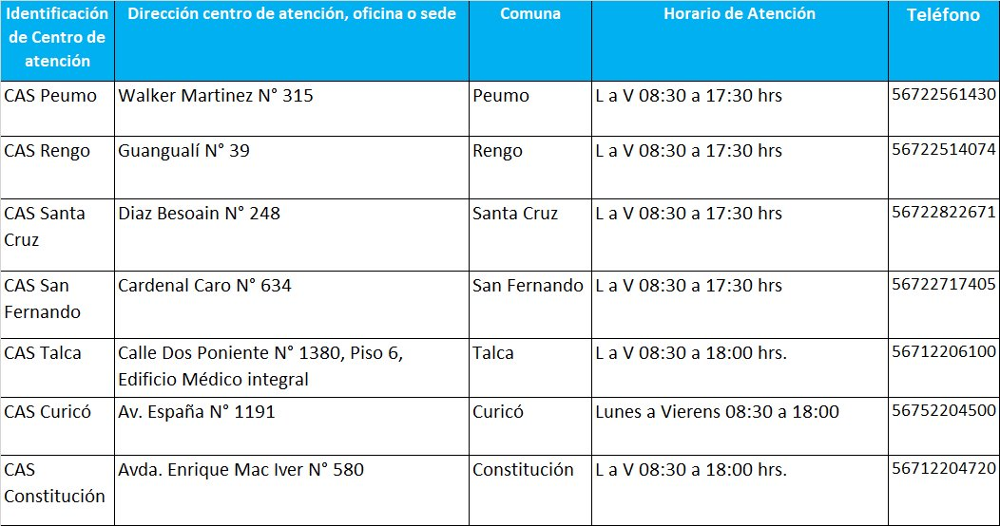 Identificación de Centro de atención	Dirección centro de atención, oficina o sede	Comuna	Horario de Atención	Teléfono
CAS Peumo	Walker Martinez N° 315	Peumo	L a V 08:30 a 17:30 hrs	56722561430
CAS Rengo	Guangualí N° 39	Rengo	L a V 08:30 a 17:30 hrs	56722514074
CAS Santa Cruz	Diaz Besoain N° 248	Santa Cruz	L a V 08:30 a 17:30 hrs	56722822671
CAS San Fernando	Cardenal Caro N° 634	San Fernando	L a V 08:30 a 17:30 hrs	56722717405
CAS Talca	Calle Dos Poniente N° 1380, Piso 6, Edificio Médico integral	Talca	L a V 08:30 a 18:00 hrs.	56712206100
CAS Curicó	Av. España N° 1191	Curicó	Lunes a Vierens 08:30 a 18:00	56752204500
CAS Constitución	Avda. Enrique Mac Iver N° 580	Constitución	L a V 08:30 a 18:00 hrs.	56712204720